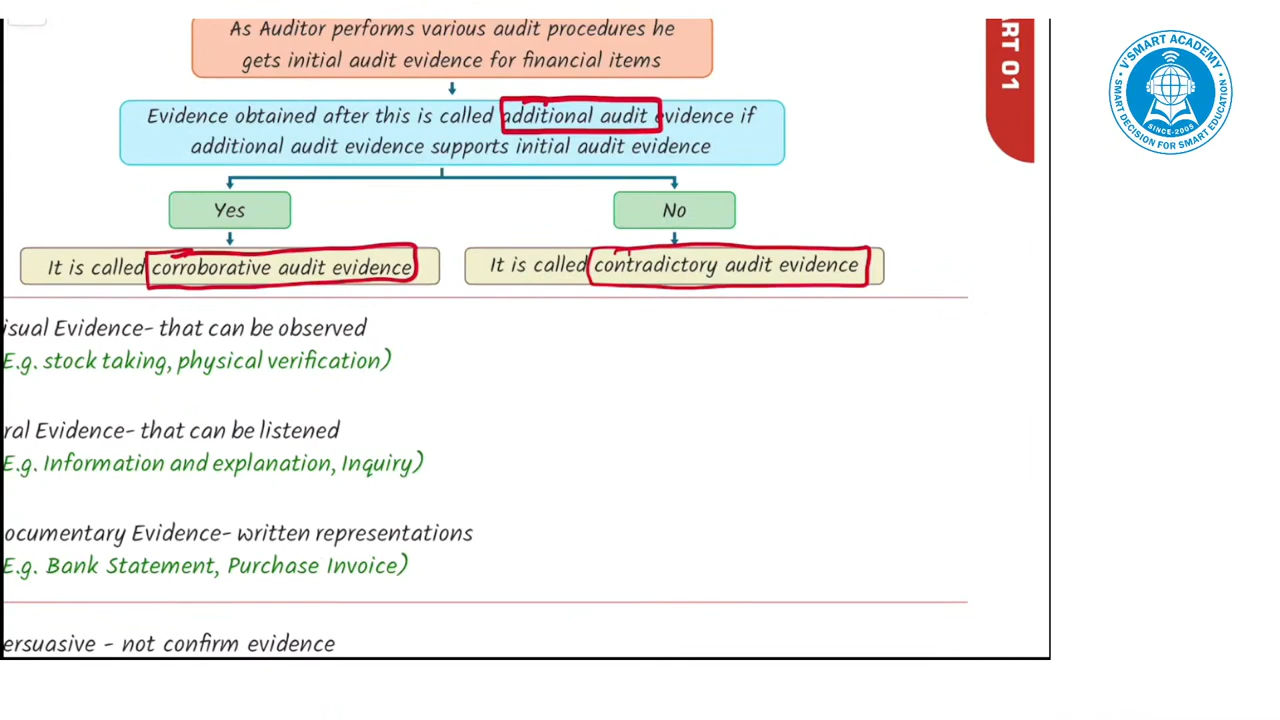 As Auditor performs various audit procedures he
gets initial audit evidence for financial items
Evidence obtained after this is called additional audit evidence if
additional audit evidence supports initial audit evidence
Yes
No
It is called corroborative audit evidence
It is called contradictory audit evidence
isual Evidence- that can be observed
E.g. stock taking, physical verification)
ral Evidence- that can be listened
E.g. Information and explanation, Inquiry)
ocumentary Evidence- written representations
E.g. Bank Statement, Purchase Invoice)
ersuasive - not confirm evidence
ART 01
V'SMART ACADEMY
SINCE-2005
SMART DECISION FOR SMART EDUCATION